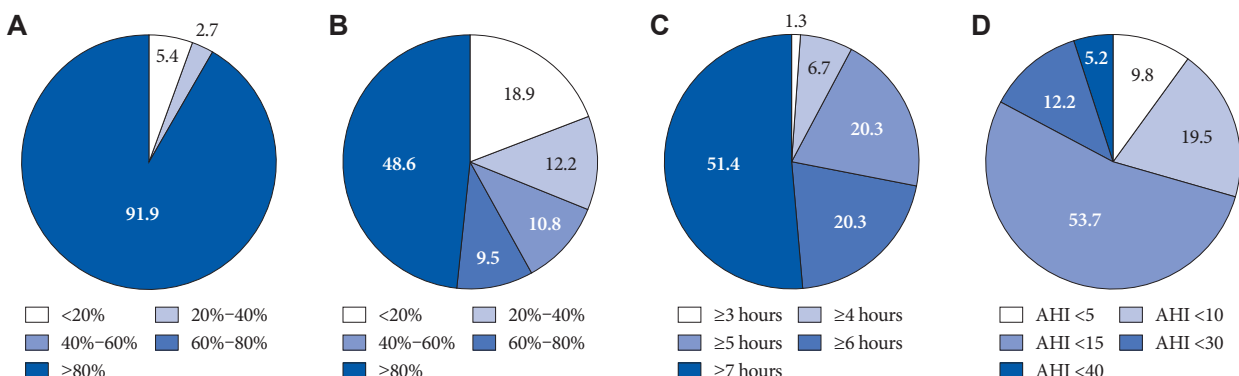 A
5.4
2.7
91.9
<20%
20%–40%
40%–60%
60%–80%
>80%
B
18.9
12.2
10.8
9.5
48.6
<20%
20%–40%
40%–60%
60%–80%
>80%
C
1.3
6.7
20.3
20.3
51.4
≥3 hours
≥4 hours
≥5 hours
≥6 hours
≥7 hours
D
9.8
19.5
53.7
12.2
5.2
AHI <5
AHI <10
AHI <15
AHI <30
AHI <40